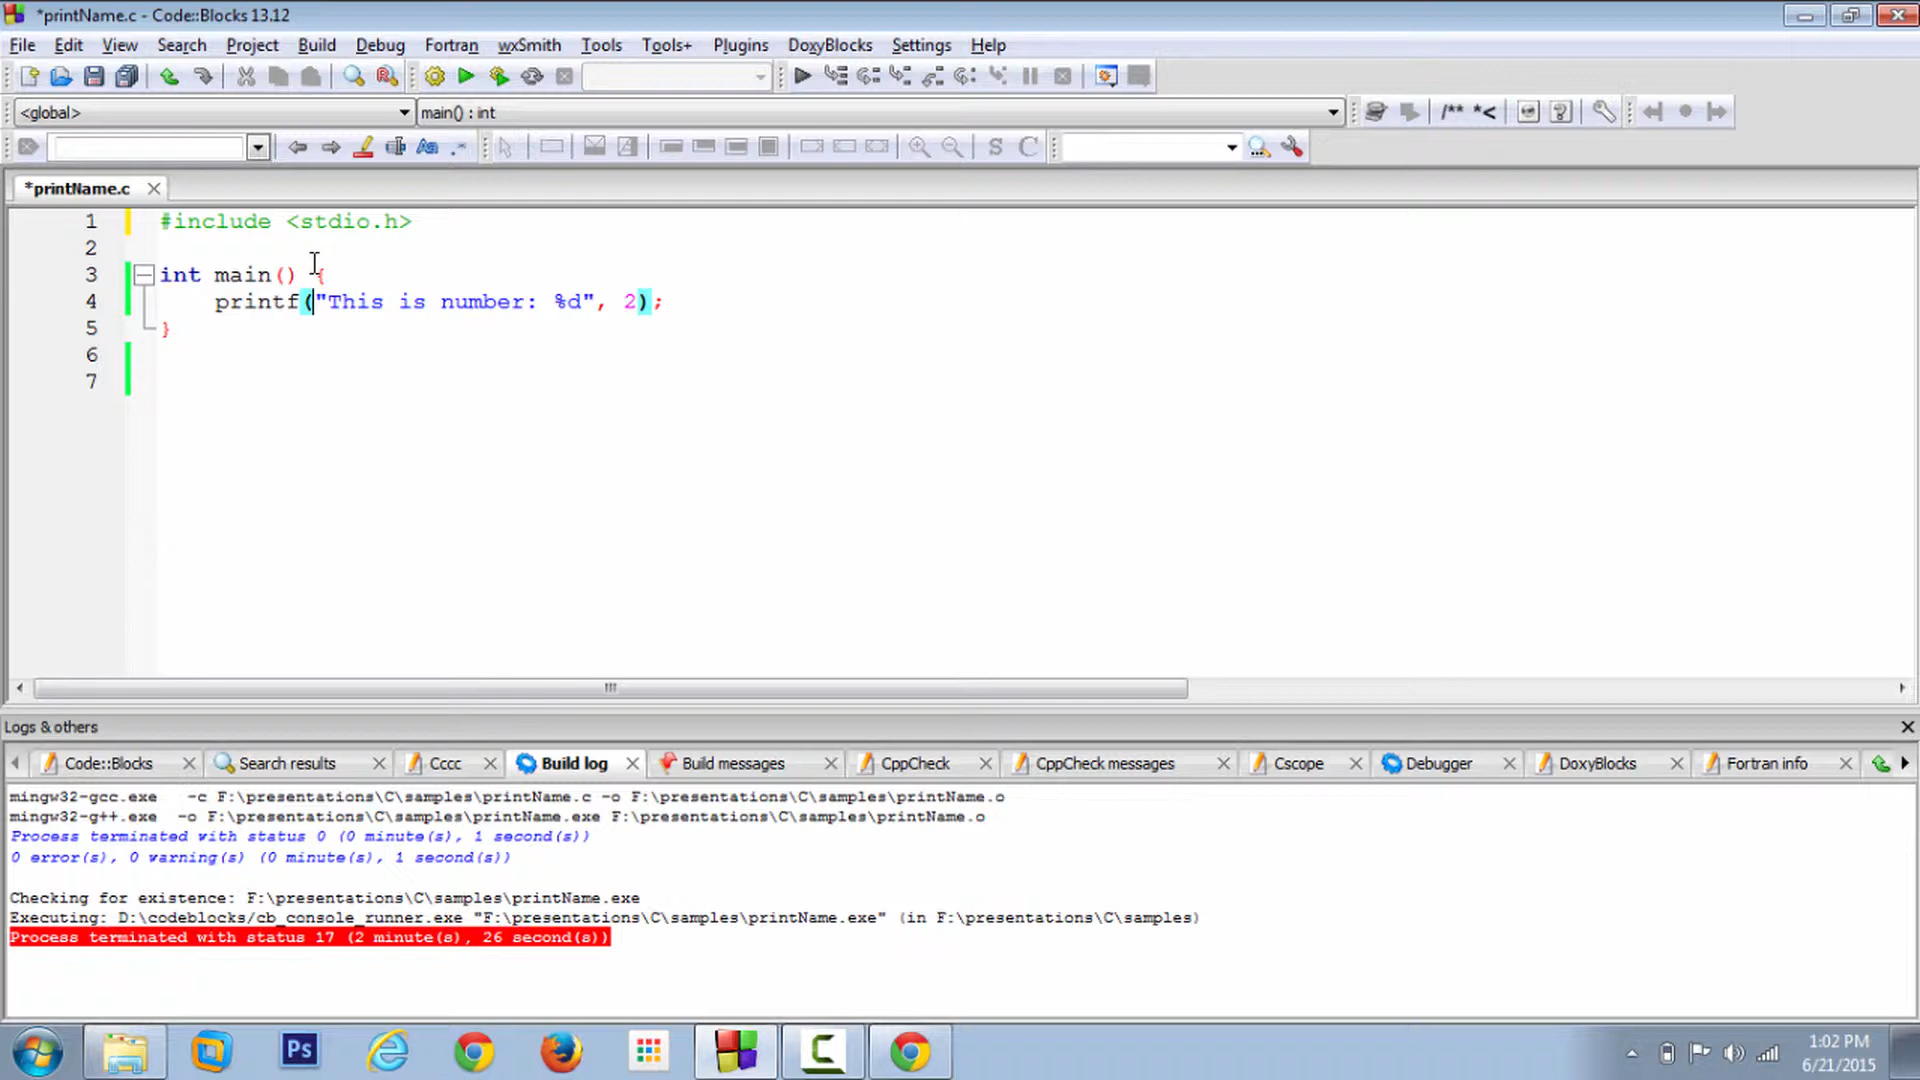 *printName.c - Code::Blocks 13.12
File Edit View Search Project Build Debug Fortran wxSmith Tools Tools+ Plugins DoxyBlocks Settings Help
<global> main() : int
/** *<
S C
*printName.c
1 #include <stdio.h>
2
3 int main() {
4 printf("This is number: %d", 2);
5 }
6
7
Logs & others
Code::Blocks Search results Cccc Build log Build messages CppCheck CppCheck messages Cscope Debugger DoxyBlocks Fortran info
mingw32-gcc.exe -c F:\presentations\C\samples\printName.c -o F:\presentations\C\samples\printName.o
mingw32-g++.exe -o F:\presentations\C\samples\printName.exe F:\presentations\C\samples\printName.o
Process terminated with status 0 (0 minute(s), 1 second(s))
0 error(s), 0 warning(s) (0 minute(s), 1 second(s))
Checking for existence: F:\presentations\C\samples\printName.exe
Executing: D:\codeblocks/cb_console_runner.exe "F:\presentations\C\samples\printName.exe" (in F:\presentations\C\samples)
Process terminated with status 17 (2 minute(s), 26 second(s))
Ps
1:02 PM
6/21/2015